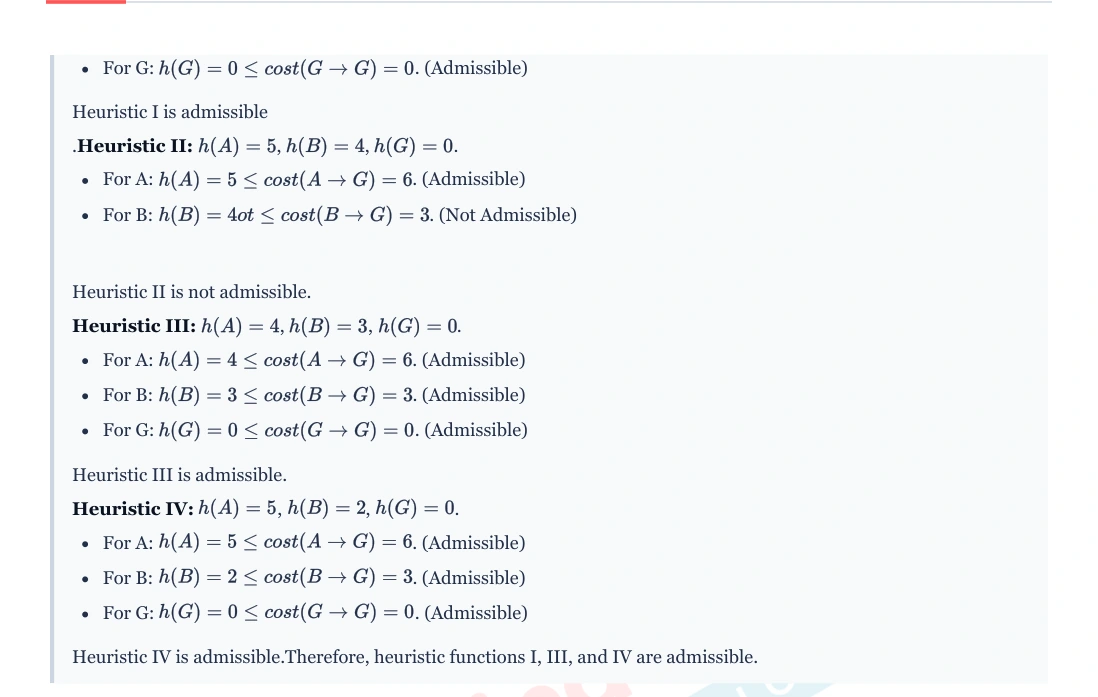 • For G: h(G) = 0 ≤ cost(G → G) = 0. (Admissible)
Heuristic I is admissible
.Heuristic II: h(A) = 5, h(B) = 4, h(G) = 0.
• For A: h(A) = 5 ≤ cost(A → G) = 6. (Admissible)
• For B: h(B) = 4ot ≤ cost(B → G) = 3. (Not Admissible)
Heuristic II is not admissible.
Heuristic III: h(A) = 4, h(B) = 3, h(G) = 0.
• For A: h(A) = 4 ≤ cost(A → G) = 6. (Admissible)
• For B: h(B) = 3 ≤ cost(B → G) = 3. (Admissible)
• For G: h(G) = 0 ≤ cost(G → G) = 0. (Admissible)
Heuristic III is admissible.
Heuristic IV: h(A) = 5, h(B) = 2, h(G) = 0.
• For A: h(A) = 5 ≤ cost(A → G) = 6. (Admissible)
• For B: h(B) = 2 ≤ cost(B → G) = 3. (Admissible)
• For G: h(G) = 0 ≤ cost(G → G) = 0. (Admissible)
Heuristic IV is admissible.Therefore, heuristic functions I, III, and IV are admissible.